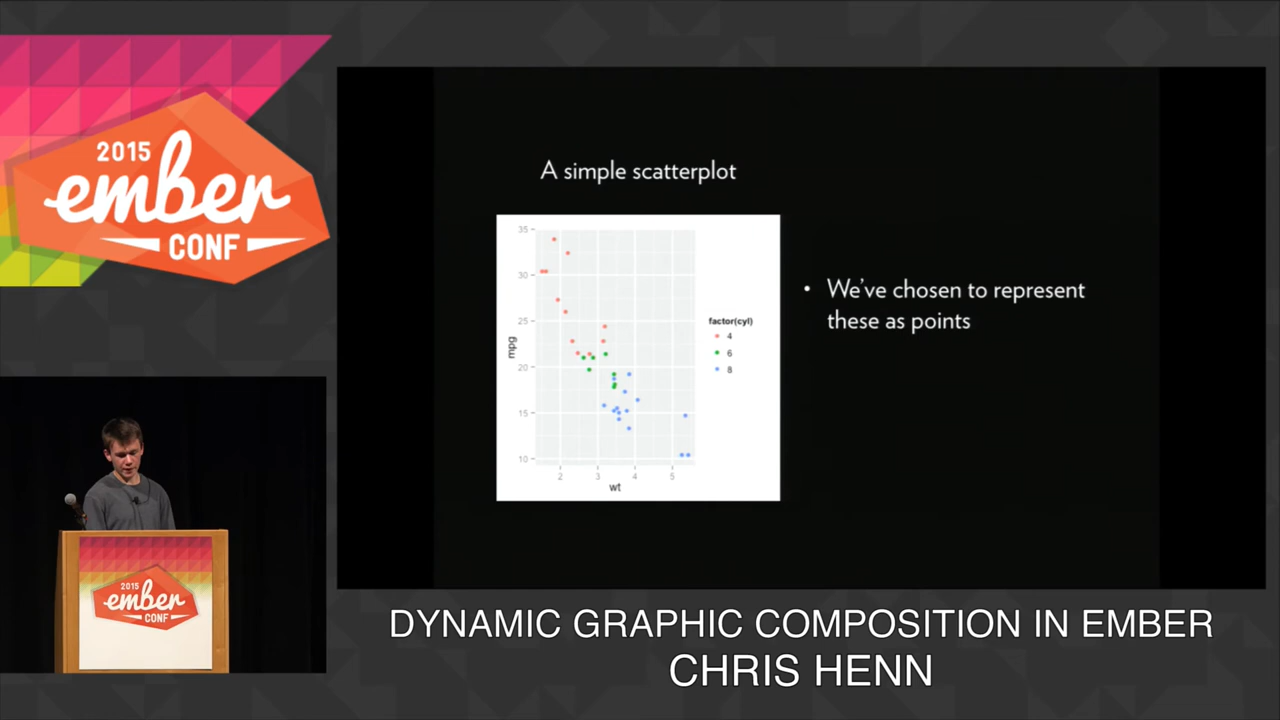 2015
ember
CONF
A simple scatterplot
35
30
25
20
15
10
mpg
2 3 4 5
wt
factor(cyl)
4
6
8
• We've chosen to represent
these as points
2015
ember
CONF
DYNAMIC GRAPHIC COMPOSITION IN EMBER
CHRIS HENN